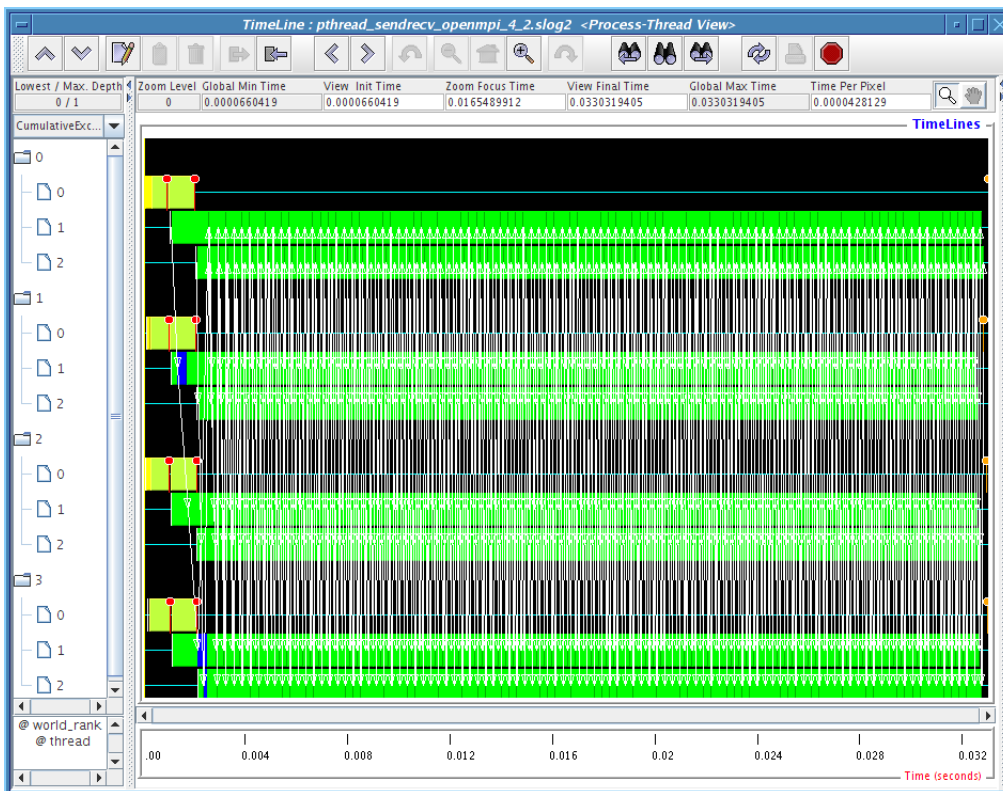 TimeLine : pthread_sendrecv_openmpi_4_2.slog2 <Process-Thread View>
Lowest / Max. Depth Zoom Level Global Min Time View Init Time Zoom Focus Time View Final Time Global Max Time Time Per Pixel
0 / 1 0 0.0000660419 0.0000660419 0.0165489912 0.0330319405 0.0330319405 0.0000428129
CumulativeExc...
TimeLines
0
0
1
2
1
0
1
2
2
0
1
2
3
0
1
2
@ world_rank
@ thread
.00 0.004 0.008 0.012 0.016 0.02 0.024 0.028 0.032
Time (seconds)